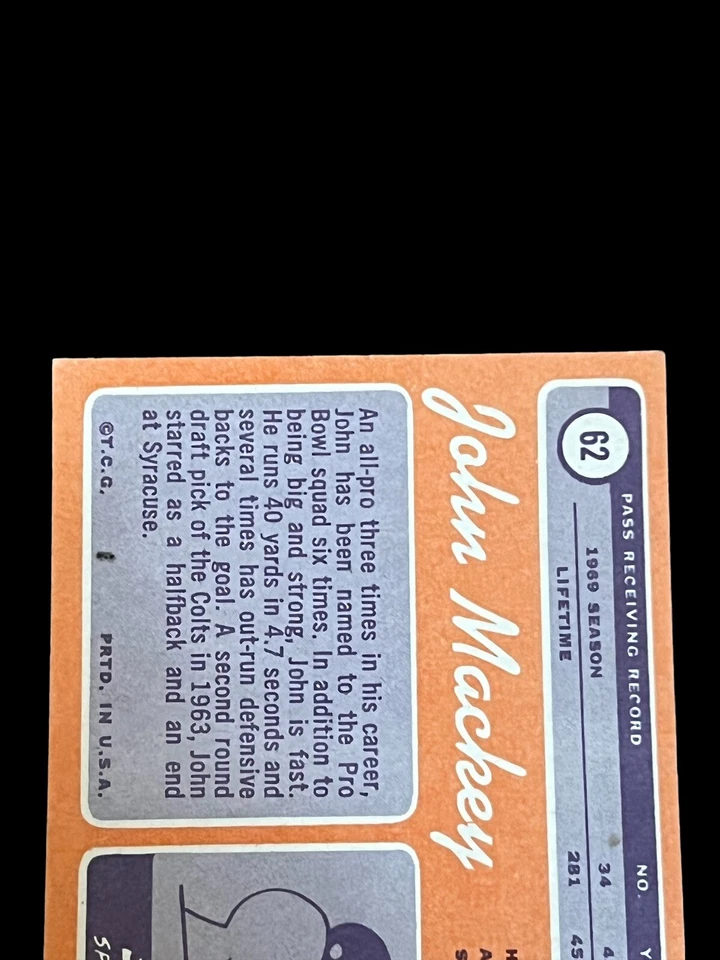 62
PASS RECEIVING RECORD NO.
1969 SEASON 34
LIFETIME 281
John Mackey
An all-pro three times in his career,
John has been named to the Pro
Bowl squad six times. In addition to
being big and strong, John is fast.
He runs 40 yards in 4.7 seconds and
several times has out-run defensive
backs to the goal. A second round
draft pick of the Colts in 1963, John
starred as a halfback and an end
at Syracuse.
©T.C.G. PRTD. IN U.S.A.